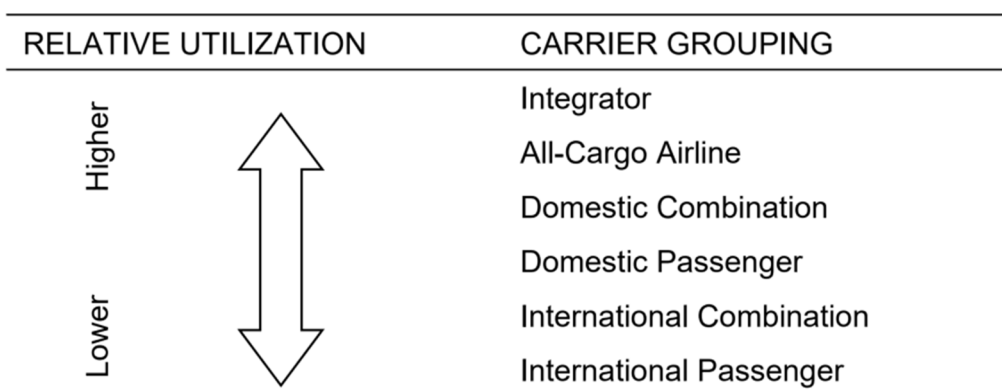 RELATIVE UTILIZATION CARRIER GROUPING
Higher
Lower
Integrator
All-Cargo Airline
Domestic Combination
Domestic Passenger
International Combination
International Passenger